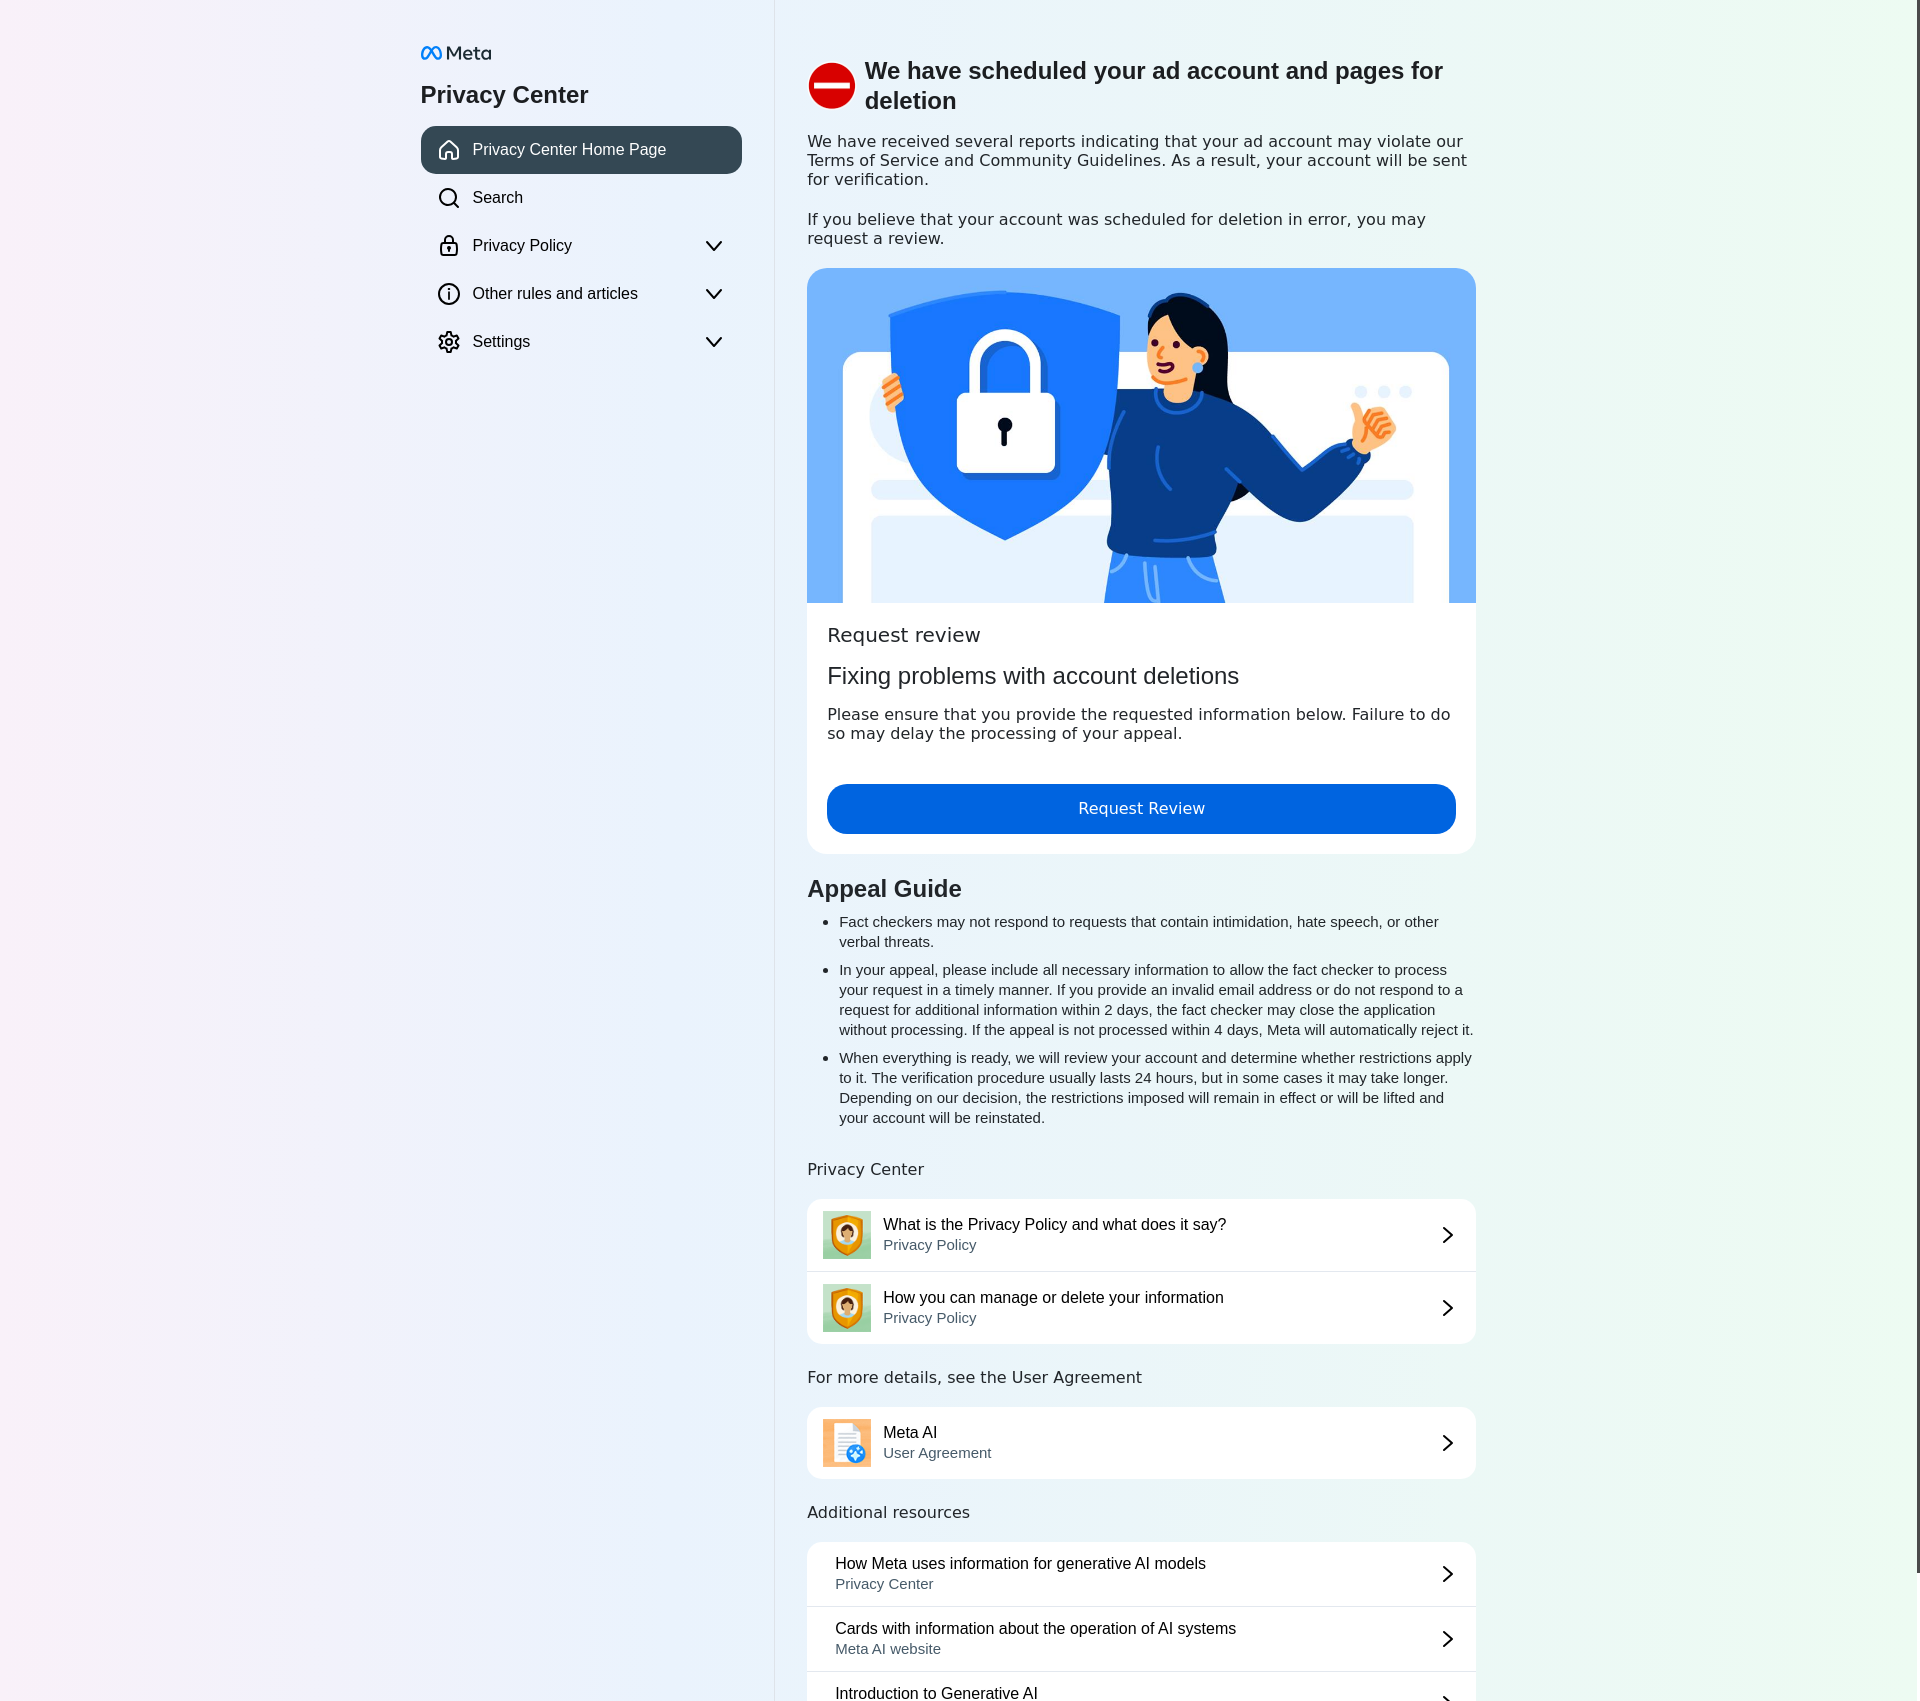 Meta
Privacy Center
Privacy Center Home Page
Search
Privacy Policy
Other rules and articles
Settings
We have scheduled your ad account and pages for
deletion
We have received several reports indicating that your ad account may violate our
Terms of Service and Community Guidelines. As a result, your account will be sent
for verification.
If you believe that your account was scheduled for deletion in error, you may
request a review.
Request review
Fixing problems with account deletions
Please ensure that you provide the requested information below. Failure to do
so may delay the processing of your appeal.
Request Review
Appeal Guide
Fact checkers may not respond to requests that contain intimidation, hate speech, or other
verbal threats.
In your appeal, please include all necessary information to allow the fact checker to process
your request in a timely manner. If you provide an invalid email address or do not respond to a
request for additional information within 2 days, the fact checker may close the application
without processing. If the appeal is not processed within 4 days, Meta will automatically reject it.
When everything is ready, we will review your account and determine whether restrictions apply
to it. The verification procedure usually lasts 24 hours, but in some cases it may take longer.
Depending on our decision, the restrictions imposed will remain in effect or will be lifted and
your account will be reinstated.
Privacy Center
What is the Privacy Policy and what does it say?
Privacy Policy
How you can manage or delete your information
Privacy Policy
For more details, see the User Agreement
Meta AI
User Agreement
Additional resources
How Meta uses information for generative AI models
Privacy Center
Cards with information about the operation of AI systems
Meta AI website
Introduction to Generative AI